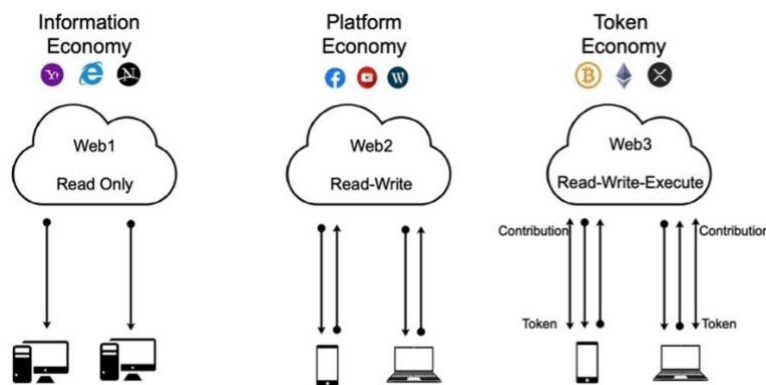 Information
Economy
Platform
Economy
Token
Economy
Web1
Read Only
Web2
Read-Write
Web3
Read-Write-Execute
Contribution
Contribution
Token
Token